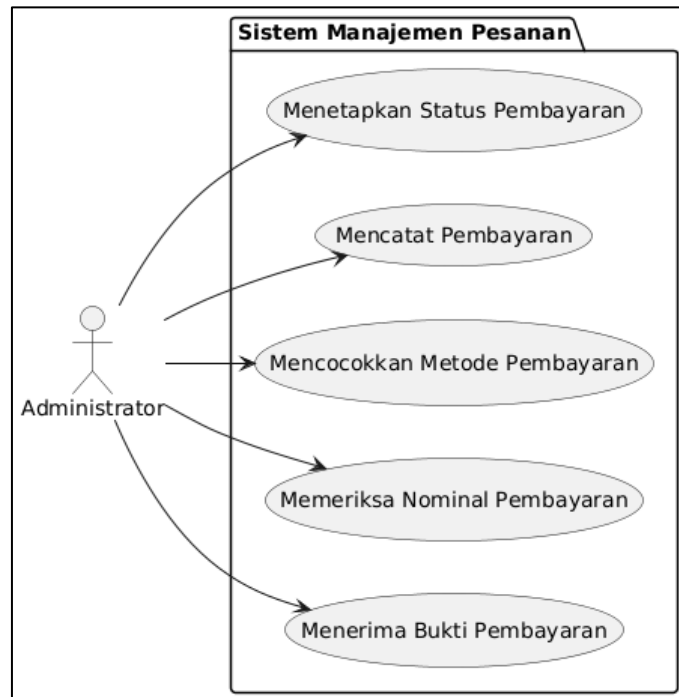 Sistem Manajemen Pesanan
Menetapkan Status Pembayaran
Mencatat Pembayaran
Mencocokkan Metode Pembayaran
Administrator
Memeriksa Nominal Pembayaran
Menerima Bukti Pembayaran